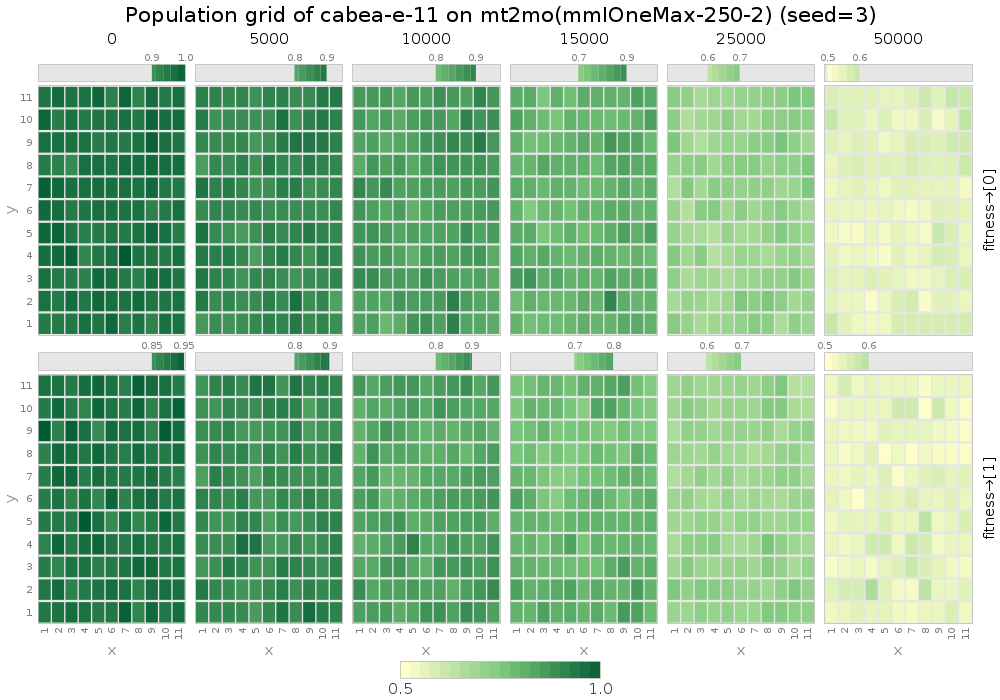 Population grid of cabea-e-11 on mt2mo(mmIOneMax-250-2) (seed=3)
0 5000 10000 15000 25000 50000
0.9 1.0 0.8 0.9 0.8 0.9 0.7 0.9 0.6 0.7 0.5 0.6
11
10
9
8
7
6
5
4
3
2
1
y
fitness→[0]
0.85 0.95 0.8 0.9 0.8 0.9 0.7 0.8 0.6 0.7 0.5 0.6
11
10
9
8
7
6
5
4
3
2
1
y
fitness→[1]
1 2 3 4 5 6 7 8 9 10 11 1 2 3 4 5 6 7 8 9 10 11 1 2 3 4 5 6 7 8 9 10 11 1 2 3 4 5 6 7 8 9 10 11 1 2 3 4 5 6 7 8 9 10 11 1 2 3 4 5 6 7 8 9 10 11
x x x x x x
0.5 1.0